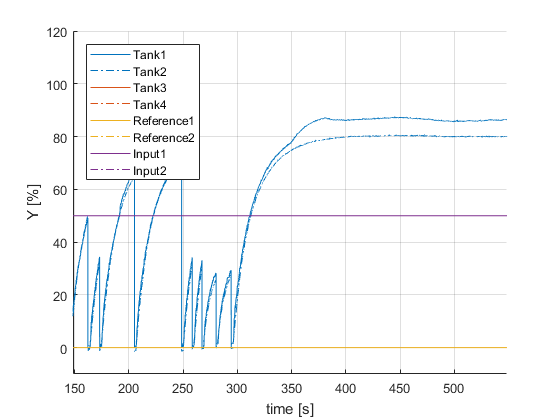 120
100
80
60
40
20
0
Y [%]
Tank1
Tank2
Tank3
Tank4
Reference1
Reference2
Input1
Input2
150 200 250 300 350 400 450 500
time [s]